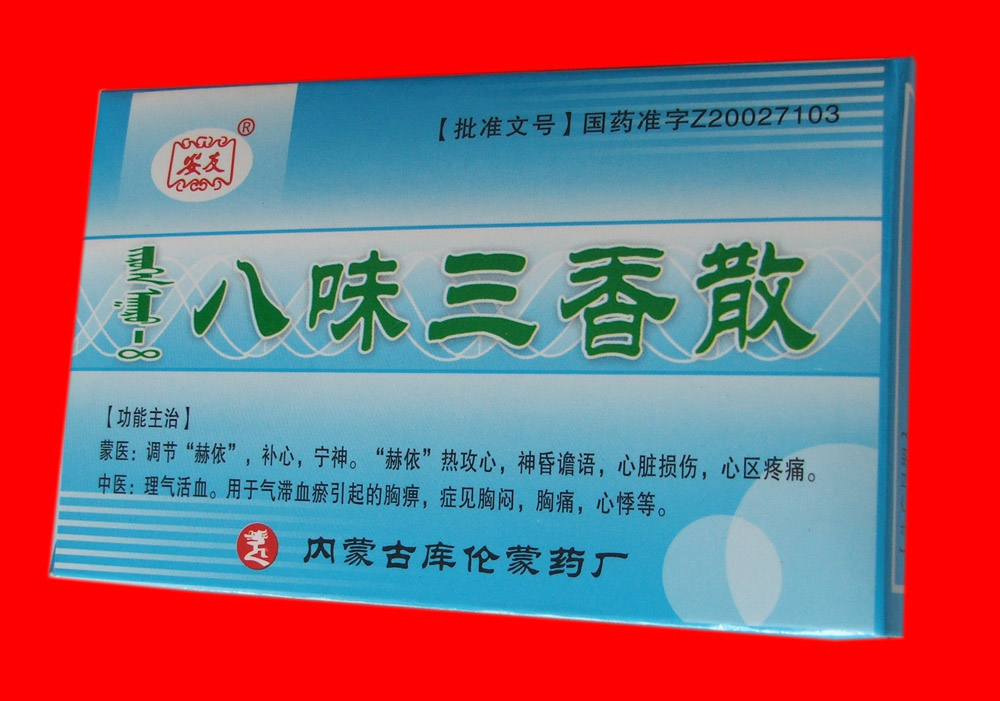 安友®
【批准文号】国药准字Z20027103
八味三香散
-8
【功能主治】
蒙医：调节“赫依”，补心，宁神。“赫依”热攻心，神昏谵语，心脏损伤，心区疼痛。
中医：理气活血。用于气滞血瘀引起的胸痹，症见胸闷，胸痛，心悸等。
内蒙古库伦蒙药厂